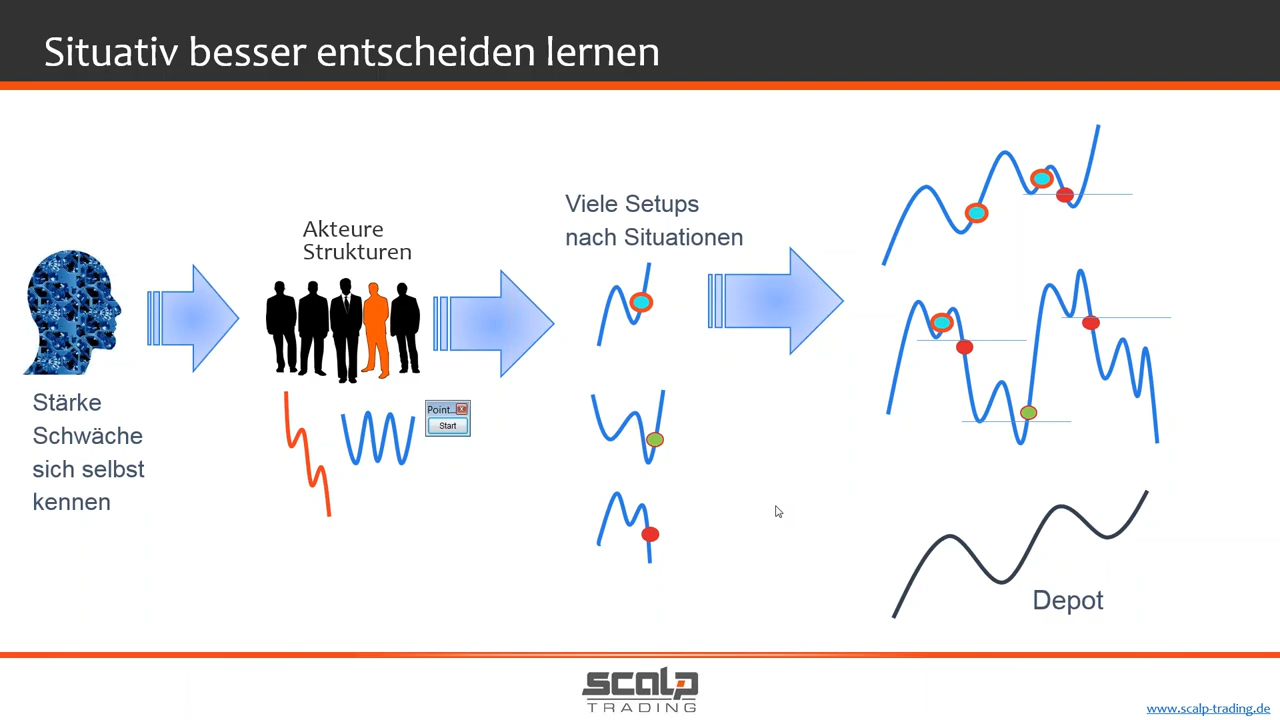 Situativ besser entscheiden lernen
Stärke
Schwäche
sich selbst
kennen
Akteure
Strukturen
Point...
Start
Viele Setups
nach Situationen
Depot
scalp
TRADING
www.scalp-trading.de